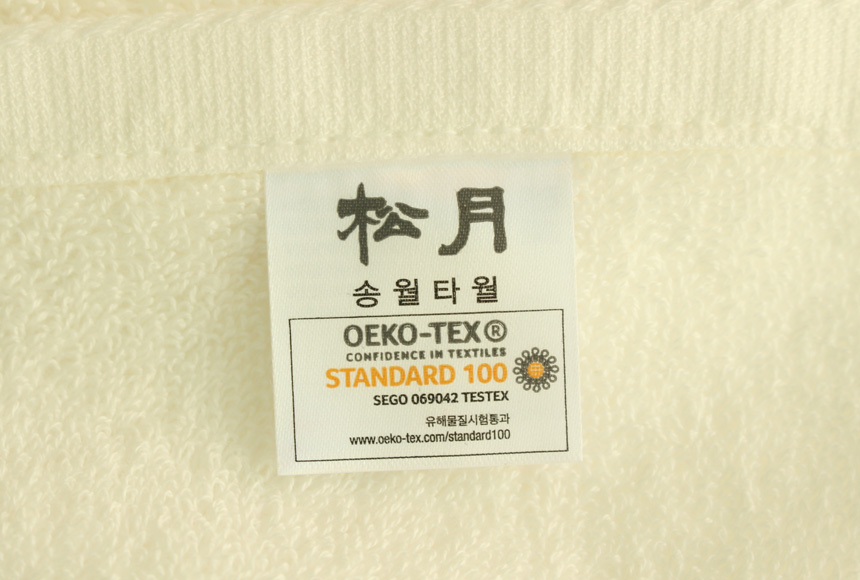 松月
송월타월
OEKO-TEX®
CONFIDENCE IN TEXTILES
STANDARD 100
SEGO 069042 TESTEX
유해물질시험통과
www.oeko-tex.com/standard100